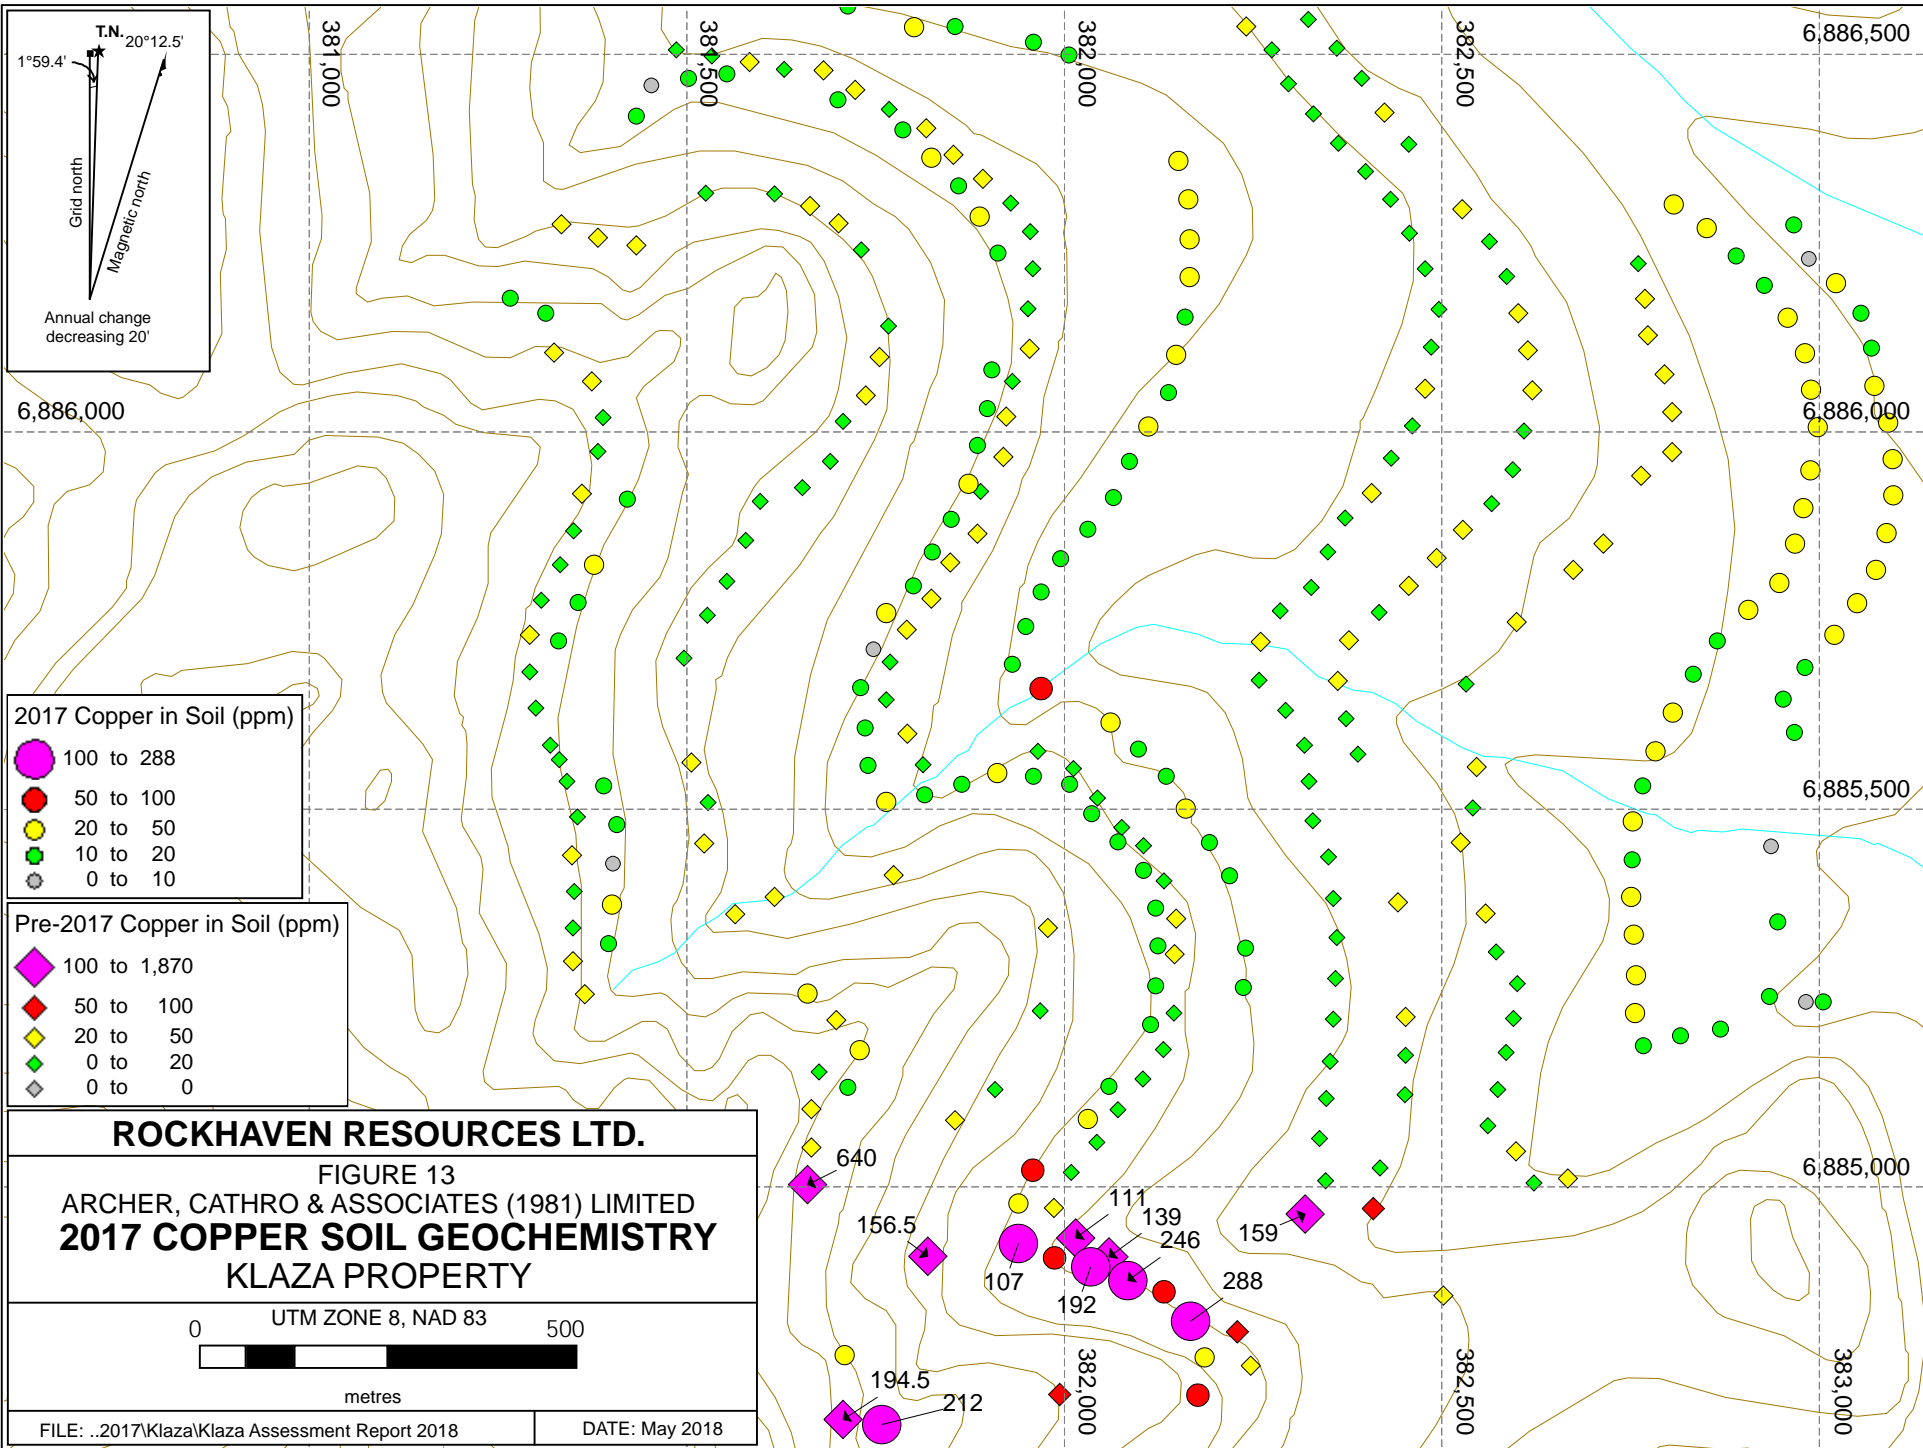 T.N.
20°12.5'
1°59.4'
Grid north
Magnetic north
Annual change
decreasing 20'
381,000
381,500
382,000
382,500
6,886,500
6,886,000
6,886,000
6,885,500
6,885,000
382,000
382,500
383,000
2017 Copper in Soil (ppm)
100 to 288
50 to 100
20 to 50
10 to 20
0 to 10
Pre-2017 Copper in Soil (ppm)
100 to 1,870
50 to 100
20 to 50
0 to 20
0 to 0
640
156.5
107
111
139
246
192
288
159
194.5
212
ROCKHAVEN RESOURCES LTD.
FIGURE 13
ARCHER, CATHRO & ASSOCIATES (1981) LIMITED
2017 COPPER SOIL GEOCHEMISTRY
KLAZA PROPERTY
UTM ZONE 8, NAD 83
0 500
metres
FILE: ..2017\Klaza\Klaza Assessment Report 2018
DATE: May 2018